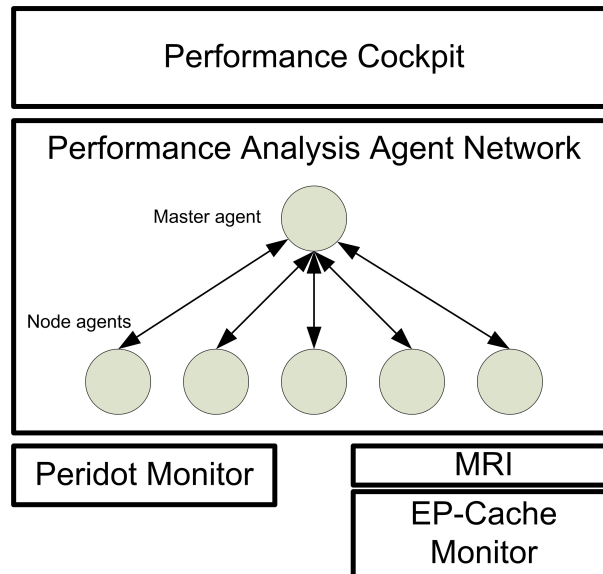 Performance Cockpit
Performance Analysis Agent Network
Master agent
Node agents
Peridot Monitor
MRI
EP-Cache
Monitor